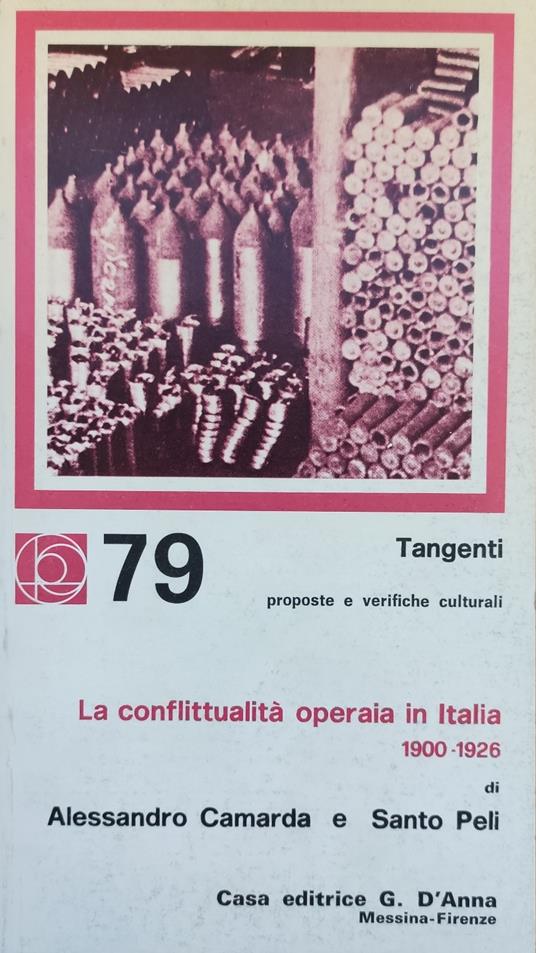 79
Tangenti
proposte e verifiche culturali
La conflittualità operaia in Italia
1900-1926
di
Alessandro Camarda e Santo Peli
Casa editrice G. D'Anna
Messina-Firenze